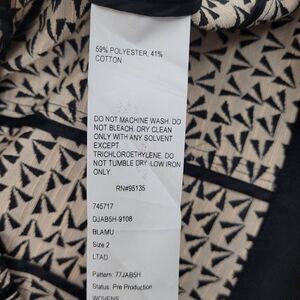 59% POLYESTER, 41%
COTTON
DO NOT MACHINE WASH. DO
NOT BLEACH. DRY CLEAN
ONLY WITH ANY SOLVENT
EXCEPT
TRICHLOROETHYLENE. DO
NOT TUMBLE DRY. LOW IRON
ONLY.
RN#95135
745717
DJAB5H-9108
BLAMU
Size 2
LTAD
Pattern: 77JAB5H
Status: Pre Production
WOVENS